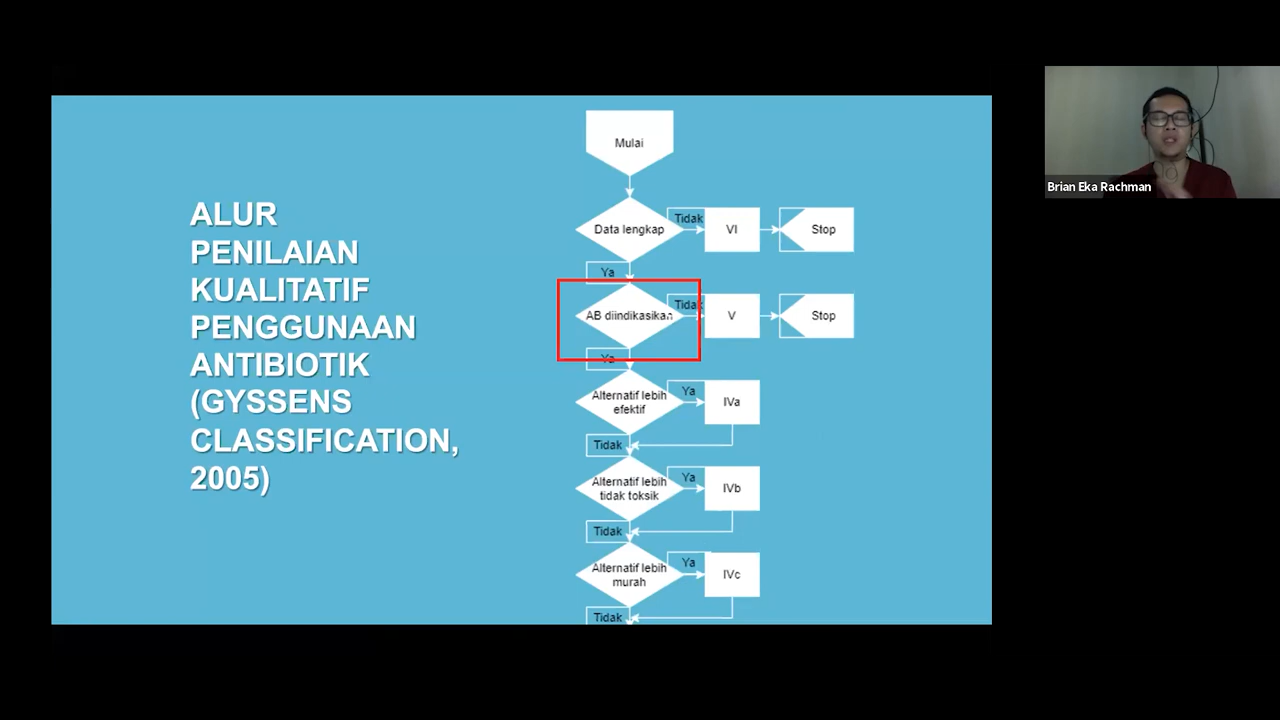 ALUR
PENILAIAN
KUALITATIF
PENGGUNAAN
ANTIBIOTIK
(GYSSENS
CLASSIFICATION,
2005)
Mulai
Data lengkap
Tidak
VI
Stop
Ya
AB diindikasikan
Tidak
V
Stop
Ya
Alternatif lebih
efektif
Ya
IVa
Tidak
Alternatif lebih
tidak toksik
Ya
IVb
Tidak
Alternatif lebih
murah
Ya
IVc
Tidak
Brian Eka Rachman